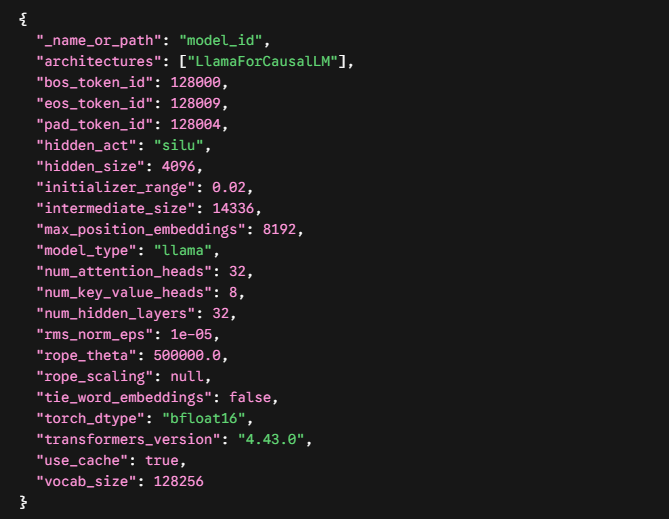 {
  "_name_or_path": "model_id",
  "architectures": ["LlamaForCausalLM"],
  "bos_token_id": 128000,
  "eos_token_id": 128009,
  "pad_token_id": 128004,
  "hidden_act": "silu",
  "hidden_size": 4096,
  "initializer_range": 0.02,
  "intermediate_size": 14336,
  "max_position_embeddings": 8192,
  "model_type": "llama",
  "num_attention_heads": 32,
  "num_key_value_heads": 8,
  "num_hidden_layers": 32,
  "rms_norm_eps": 1e-05,
  "rope_theta": 500000.0,
  "rope_scaling": null,
  "tie_word_embeddings": false,
  "torch_dtype": "bfloat16",
  "transformers_version": "4.43.0",
  "use_cache": true,
  "vocab_size": 128256
}